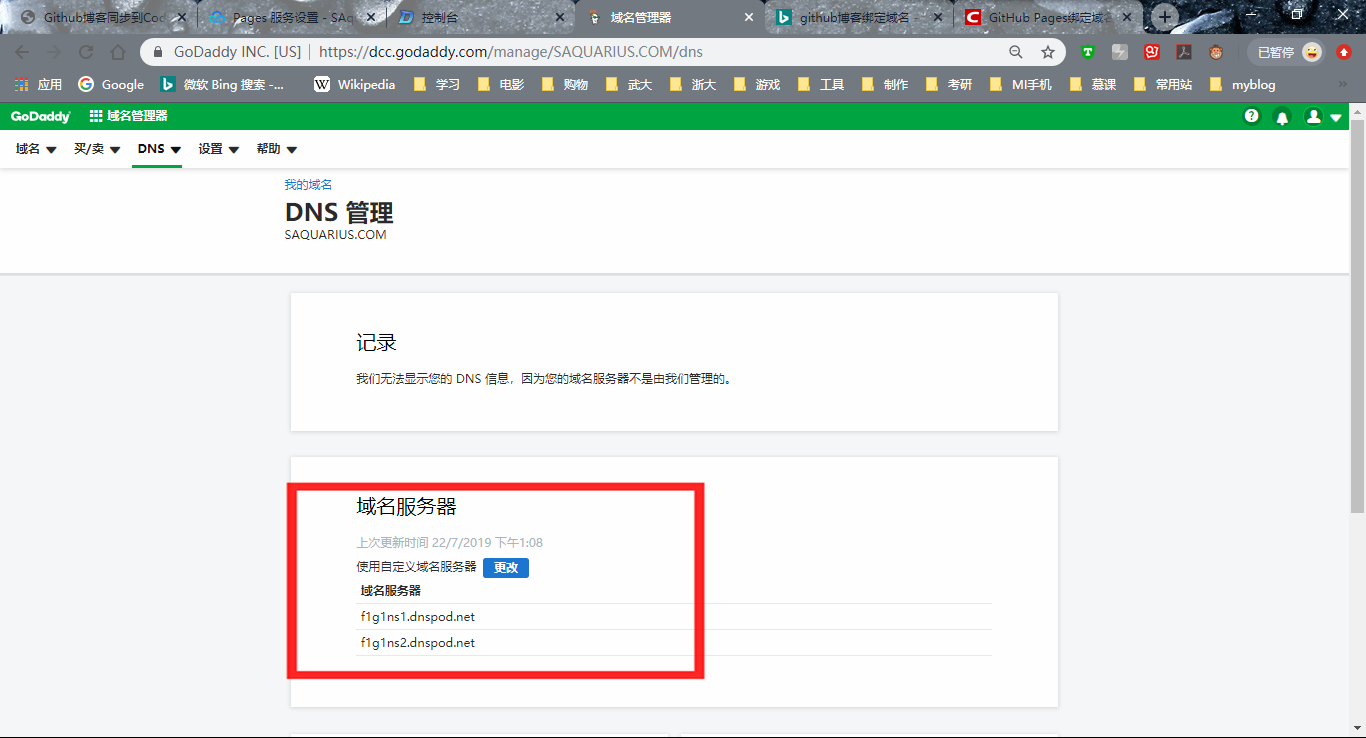 Github博客同步到Cod
Pages 服务设置 - SAq
控制台
域名管理器
github博客绑定域名
GitHub Pages绑定域名
GoDaddy INC. [US] | https://dcc.godaddy.com/manage/SAQUARIUS.COM/dns
已暂停
应用 Google 微软 Bing 搜索 -... Wikipedia 学习 电影 购物 武大 浙大 游戏 工具 制作 考研 MI手机 慕课 常用站 myblog
GoDaddy 域名管理器
域名 买/卖 DNS 设置 帮助
我的域名
DNS 管理
SAQUARIUS.COM
记录
我们无法显示您的 DNS 信息，因为您的域名服务器不是由我们管理的。
域名服务器
上次更新时间 22/7/2019 下午1:08
使用自定义域名服务器 更改
域名服务器
f1g1ns1.dnspod.net
f1g1ns2.dnspod.net